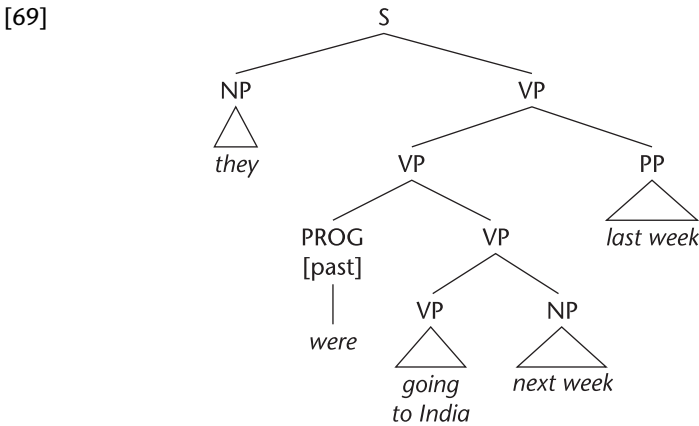 [69]
S
NP VP
they
VP PP
last week
PROG VP
[past]
VP NP
were
going next week
to India